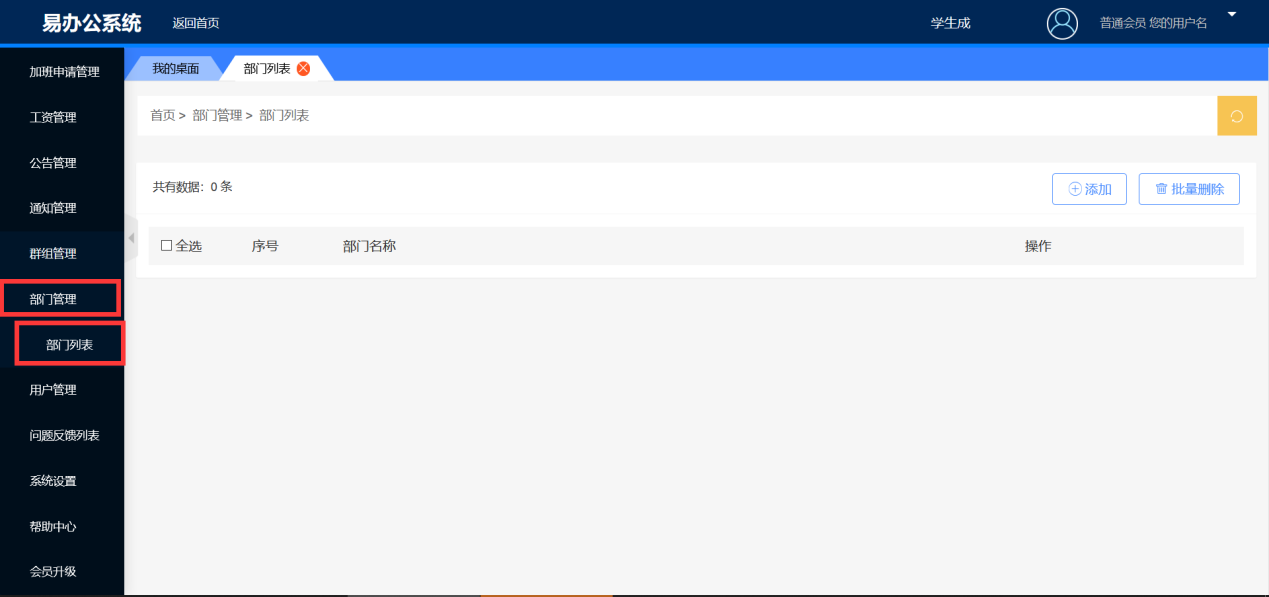 易办公系统 返回首页 学生成 普通会员 您的用户名
我的桌面 部门列表
首页 > 部门管理 > 部门列表
共有数据：0 条 添加 批量删除
全选 序号 部门名称 操作
加班申请管理
工资管理
公告管理
通知管理
群组管理
部门管理
部门列表
用户管理
问题反馈列表
系统设置
帮助中心
会员升级